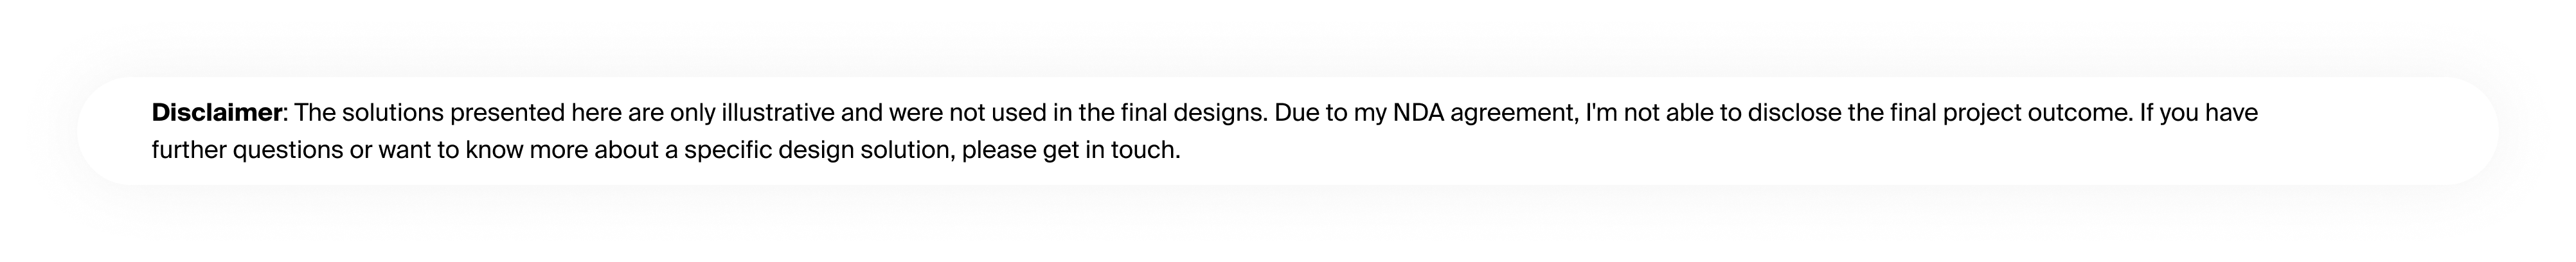 Disclaimer: The solutions presented here are only illustrative and were not used in the final designs. Due to my NDA agreement, I'm not able to disclose the final project outcome. If you have
further questions or want to know more about a specific design solution, please get in touch.